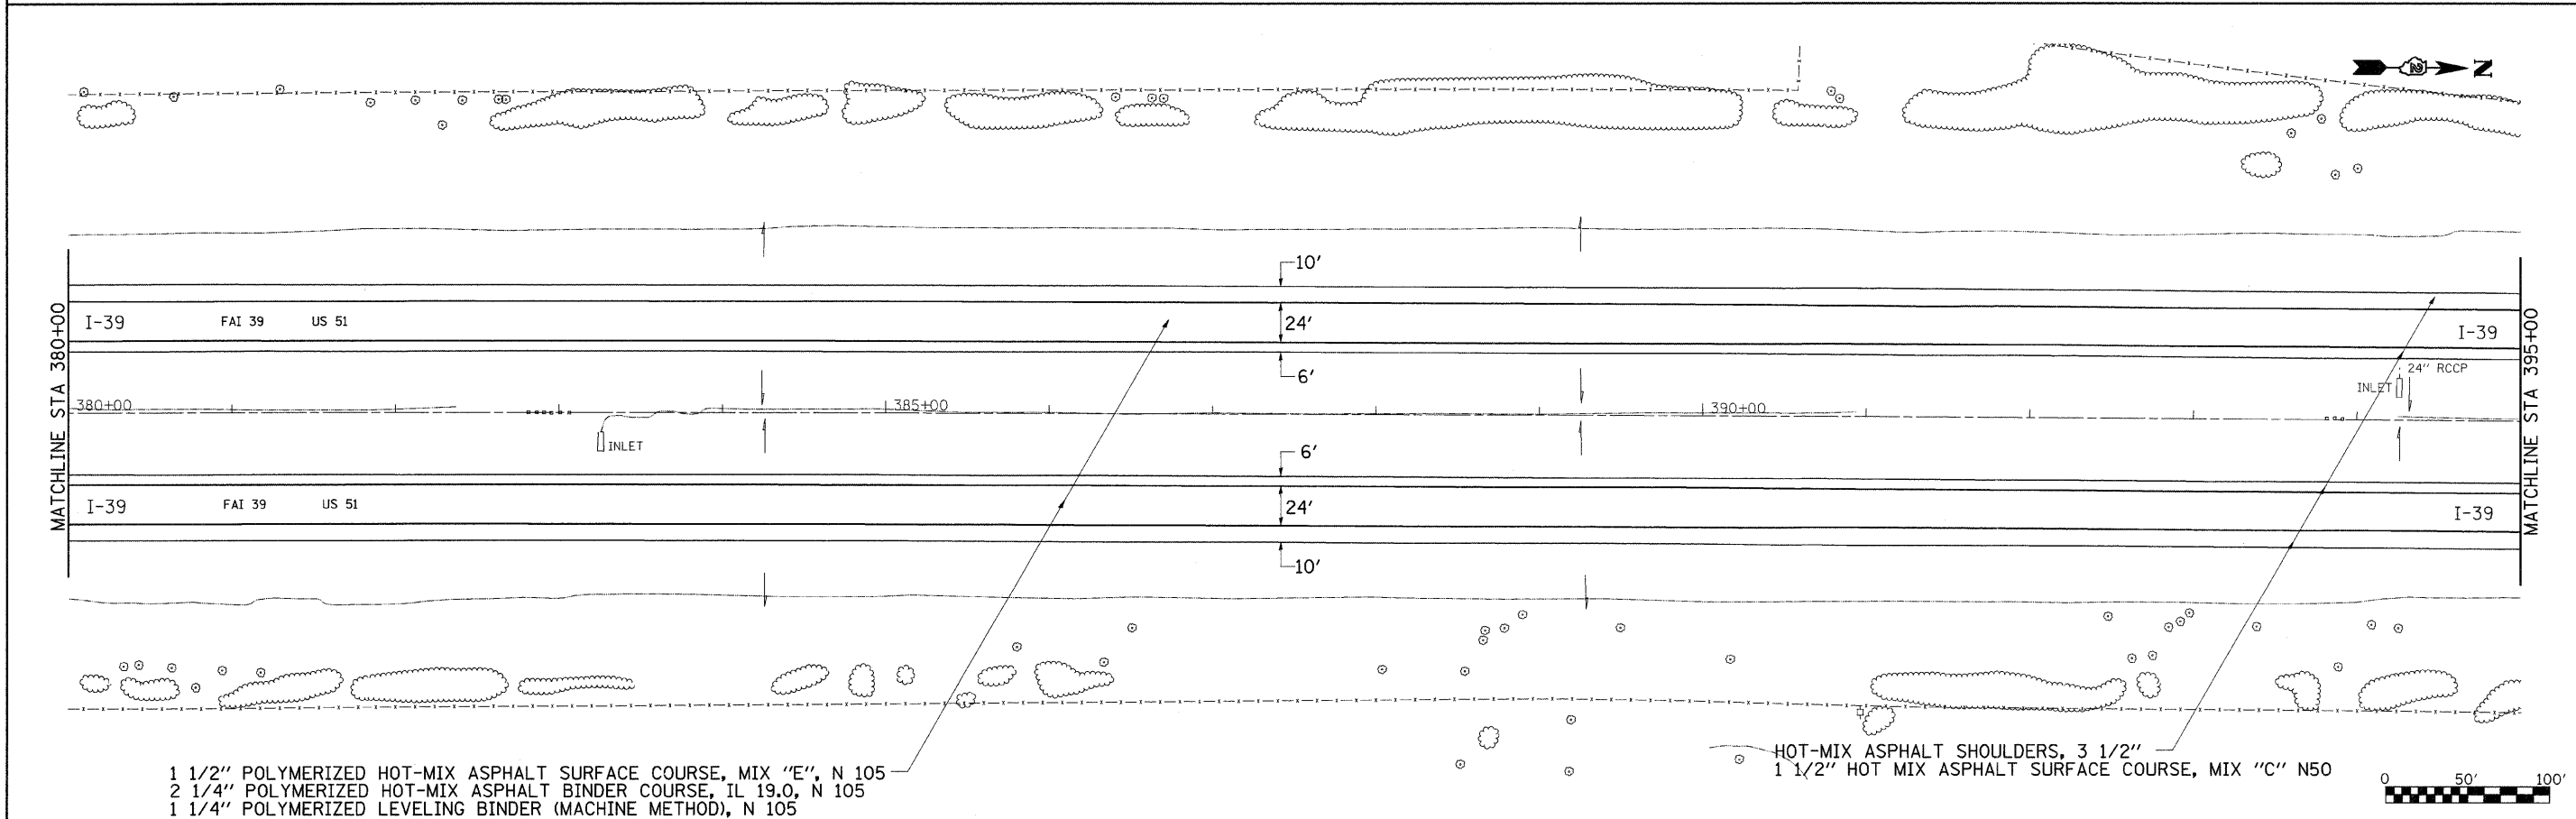 N
10'
MATCHLINE STA 380+00
I-39 FAI 39 US 51
24'
I-39
MATCHLINE STA 395+00
6'
24" RCCP
INLET
380+00
385+00
390+00
INLET
6'
I-39 FAI 39 US 51
24'
I-39
10'
1 1/2" POLYMERIZED HOT-MIX ASPHALT SURFACE COURSE, MIX "E", N 105
2 1/4" POLYMERIZED HOT-MIX ASPHALT BINDER COURSE, IL 19.0, N 105
1 1/4" POLYMERIZED LEVELING BINDER (MACHINE METHOD), N 105
HOT-MIX ASPHALT SHOULDERS, 3 1/2"
1 1/2" HOT MIX ASPHALT SURFACE COURSE, MIX "C" N50
0 50' 100'